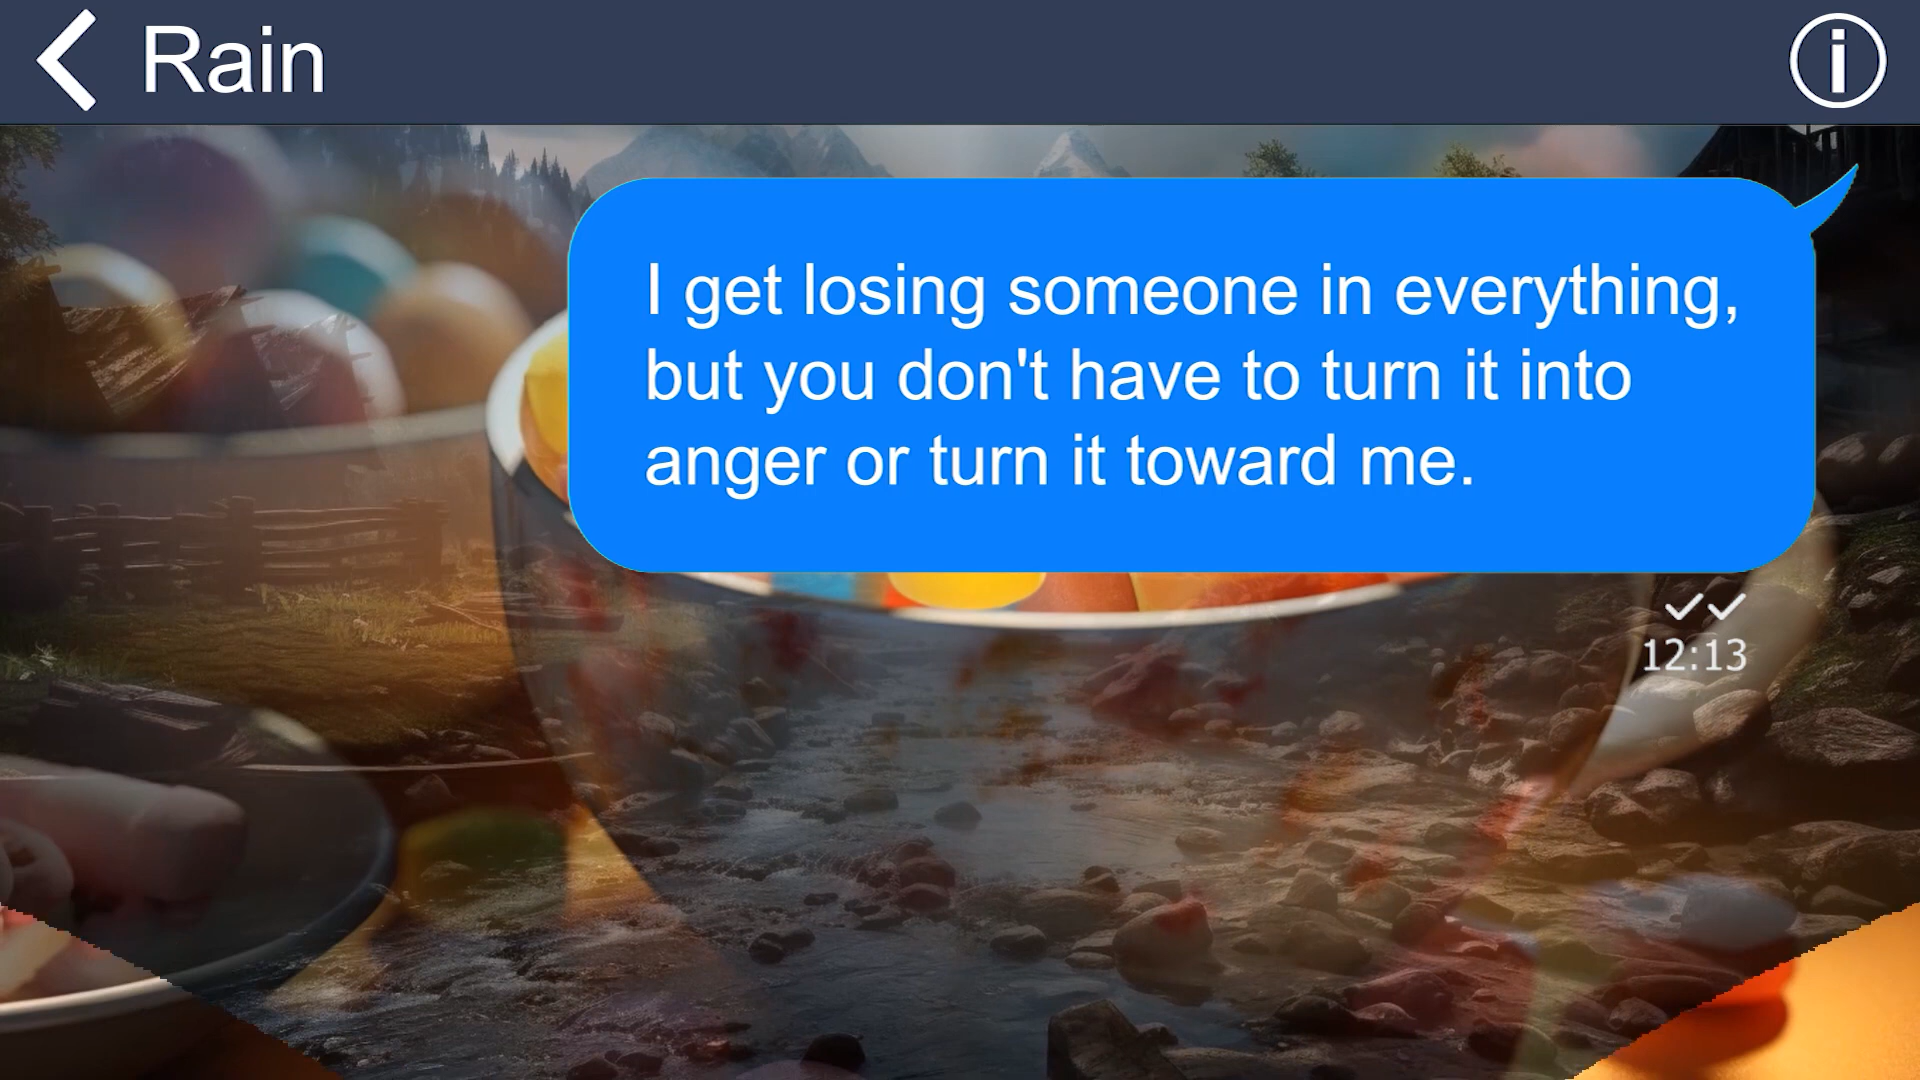 Rain
I get losing someone in everything,
but you don't have to turn it into
anger or turn it toward me.
12:13